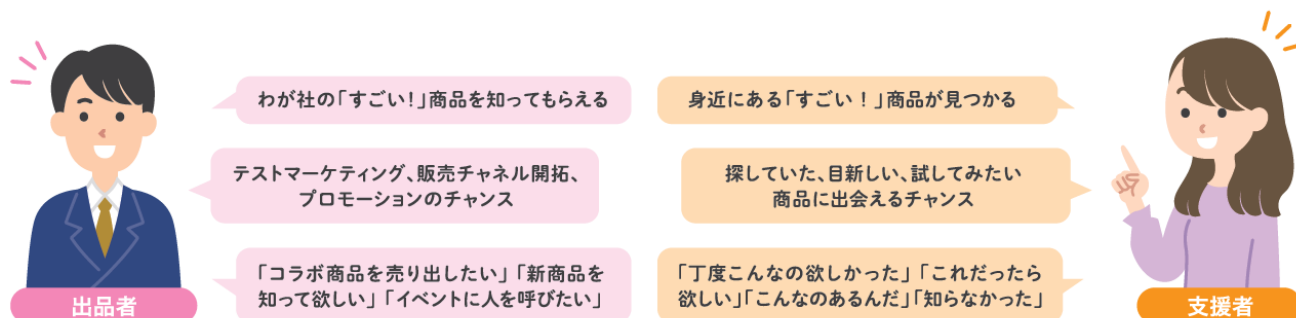 わが社の「すごい!」商品を知ってもらえる
テストマーケティング、販売チャネル開拓、
プロモーションのチャンス
「コラボ商品を売り出したい」「新商品を
知って欲しい」「イベントに人を呼びたい」
出品者
身近にある「すごい!」商品が見つかる
探していた、目新しい、試してみたい
商品に出会えるチャンス
「丁度こんなの欲しかった」「これだったら
欲しい」「こんなのあるんだ」「知らなかった」
支援者